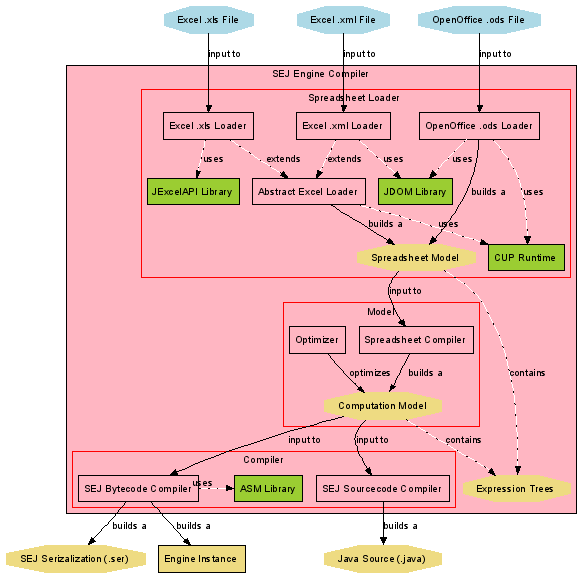 Excel .xls File
Excel .xml File
OpenOffice .ods File
input to
input to
input to
SEJ Engine Compiler
Spreadsheet Loader
Excel .xls Loader
Excel .xml Loader
OpenOffice .ods Loader
uses
extends
extends
uses
uses
JExcelAPI Library
Abstract Excel Loader
JDOM Library
builds a
uses
builds a
uses
Spreadsheet Model
CUP Runtime
input to
Model
Optimizer
Spreadsheet Compiler
optimizes
builds a
contains
Computation Model
input to
input to
contains
Compiler
SEJ Bytecode Compiler
uses
ASM Library
SEJ Sourcecode Compiler
Expression Trees
builds a
builds a
builds a
SEJ Serizalization (.ser)
Engine Instance
Java Source (.java)